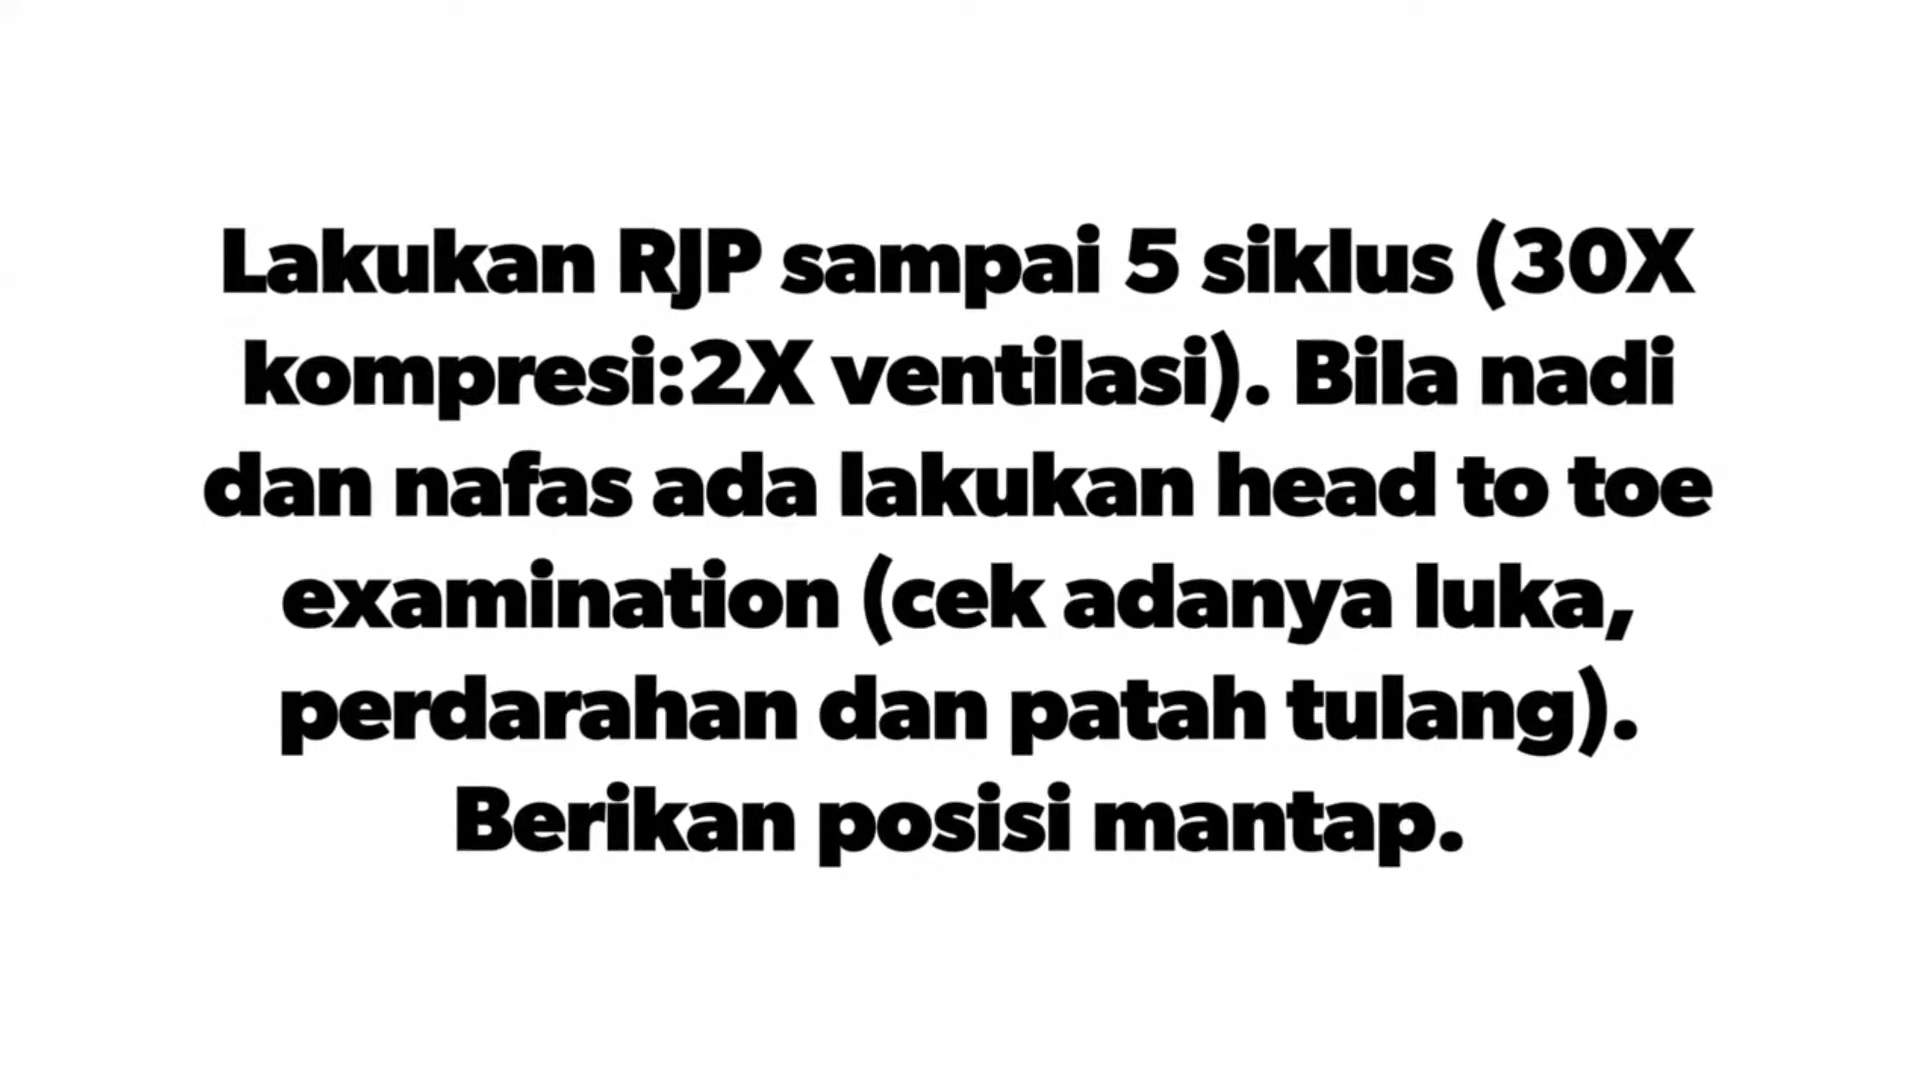 Lakukan RJP sampai 5 siklus (30X
kompresi:2X ventilasi). Bila nadi
dan nafas ada lakukan head to toe
examination (cek adanya luka,
perdarahan dan patah tulang).
Berikan posisi mantap.